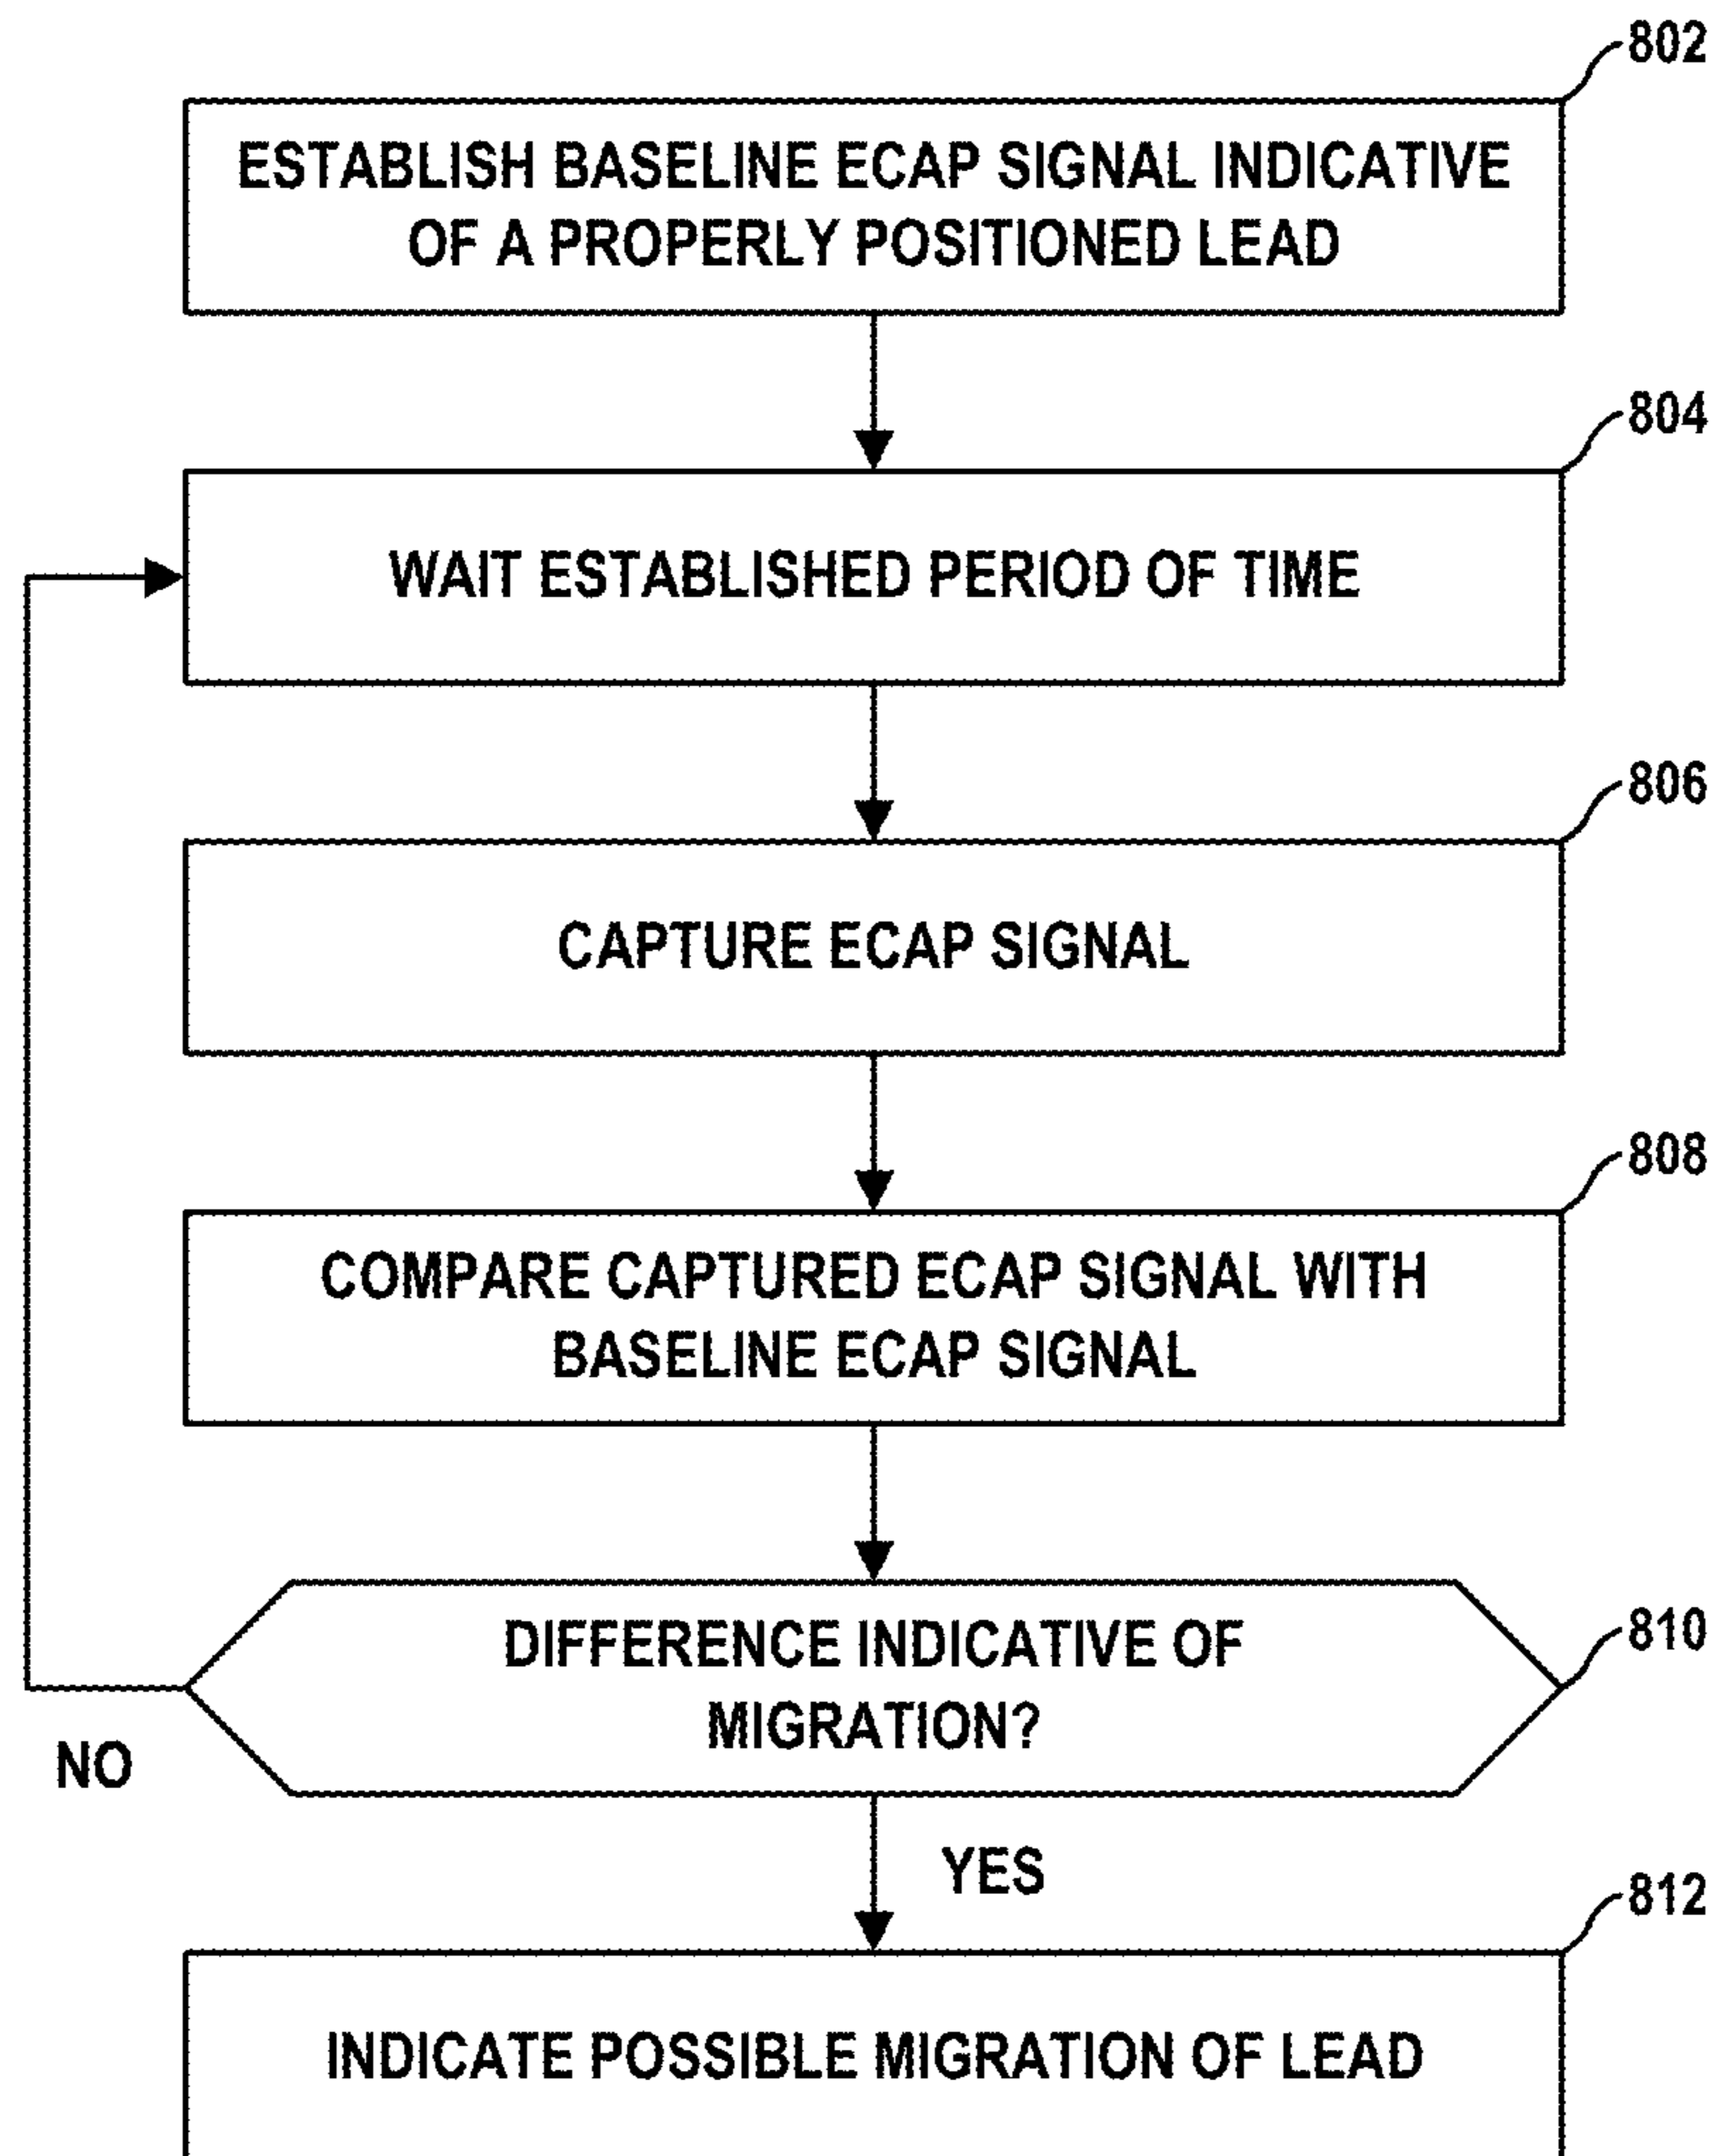 802
ESTABLISH BASELINE ECAP SIGNAL INDICATIVE
OF A PROPERLY POSITIONED LEAD
804
WAIT ESTABLISHED PERIOD OF TIME
806
CAPTURE ECAP SIGNAL
808
COMPARE CAPTURED ECAP SIGNAL WITH
BASELINE ECAP SIGNAL
810
DIFFERENCE INDICATIVE OF
MIGRATION?
NO
YES
812
INDICATE POSSIBLE MIGRATION OF LEAD